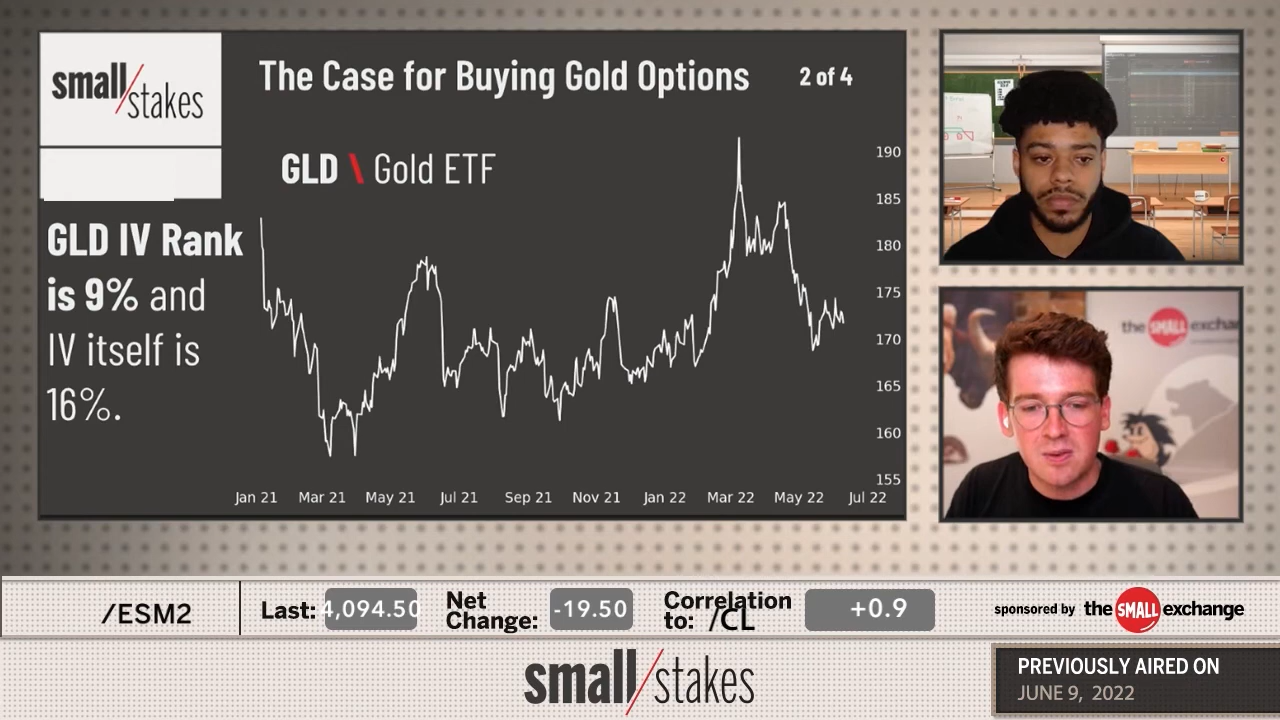 small/stakes
The Case for Buying Gold Options
2 of 4
GLD \ Gold ETF
GLD IV Rank
is 9% and
IV itself is
16%.
190
185
180
175
170
165
160
155
Jan 21 Mar 21 May 21 Jul 21 Sep 21 Nov 21 Jan 22 Mar 22 May 22 Jul 22
the SMALL exchan
/ESM2
Last: 4,094.50
Net
Change: -19.50
Correlation
to: /CL +0.9
sponsored by the SMALL exchange
small/stakes
PREVIOUSLY AIRED ON
JUNE 9, 2022